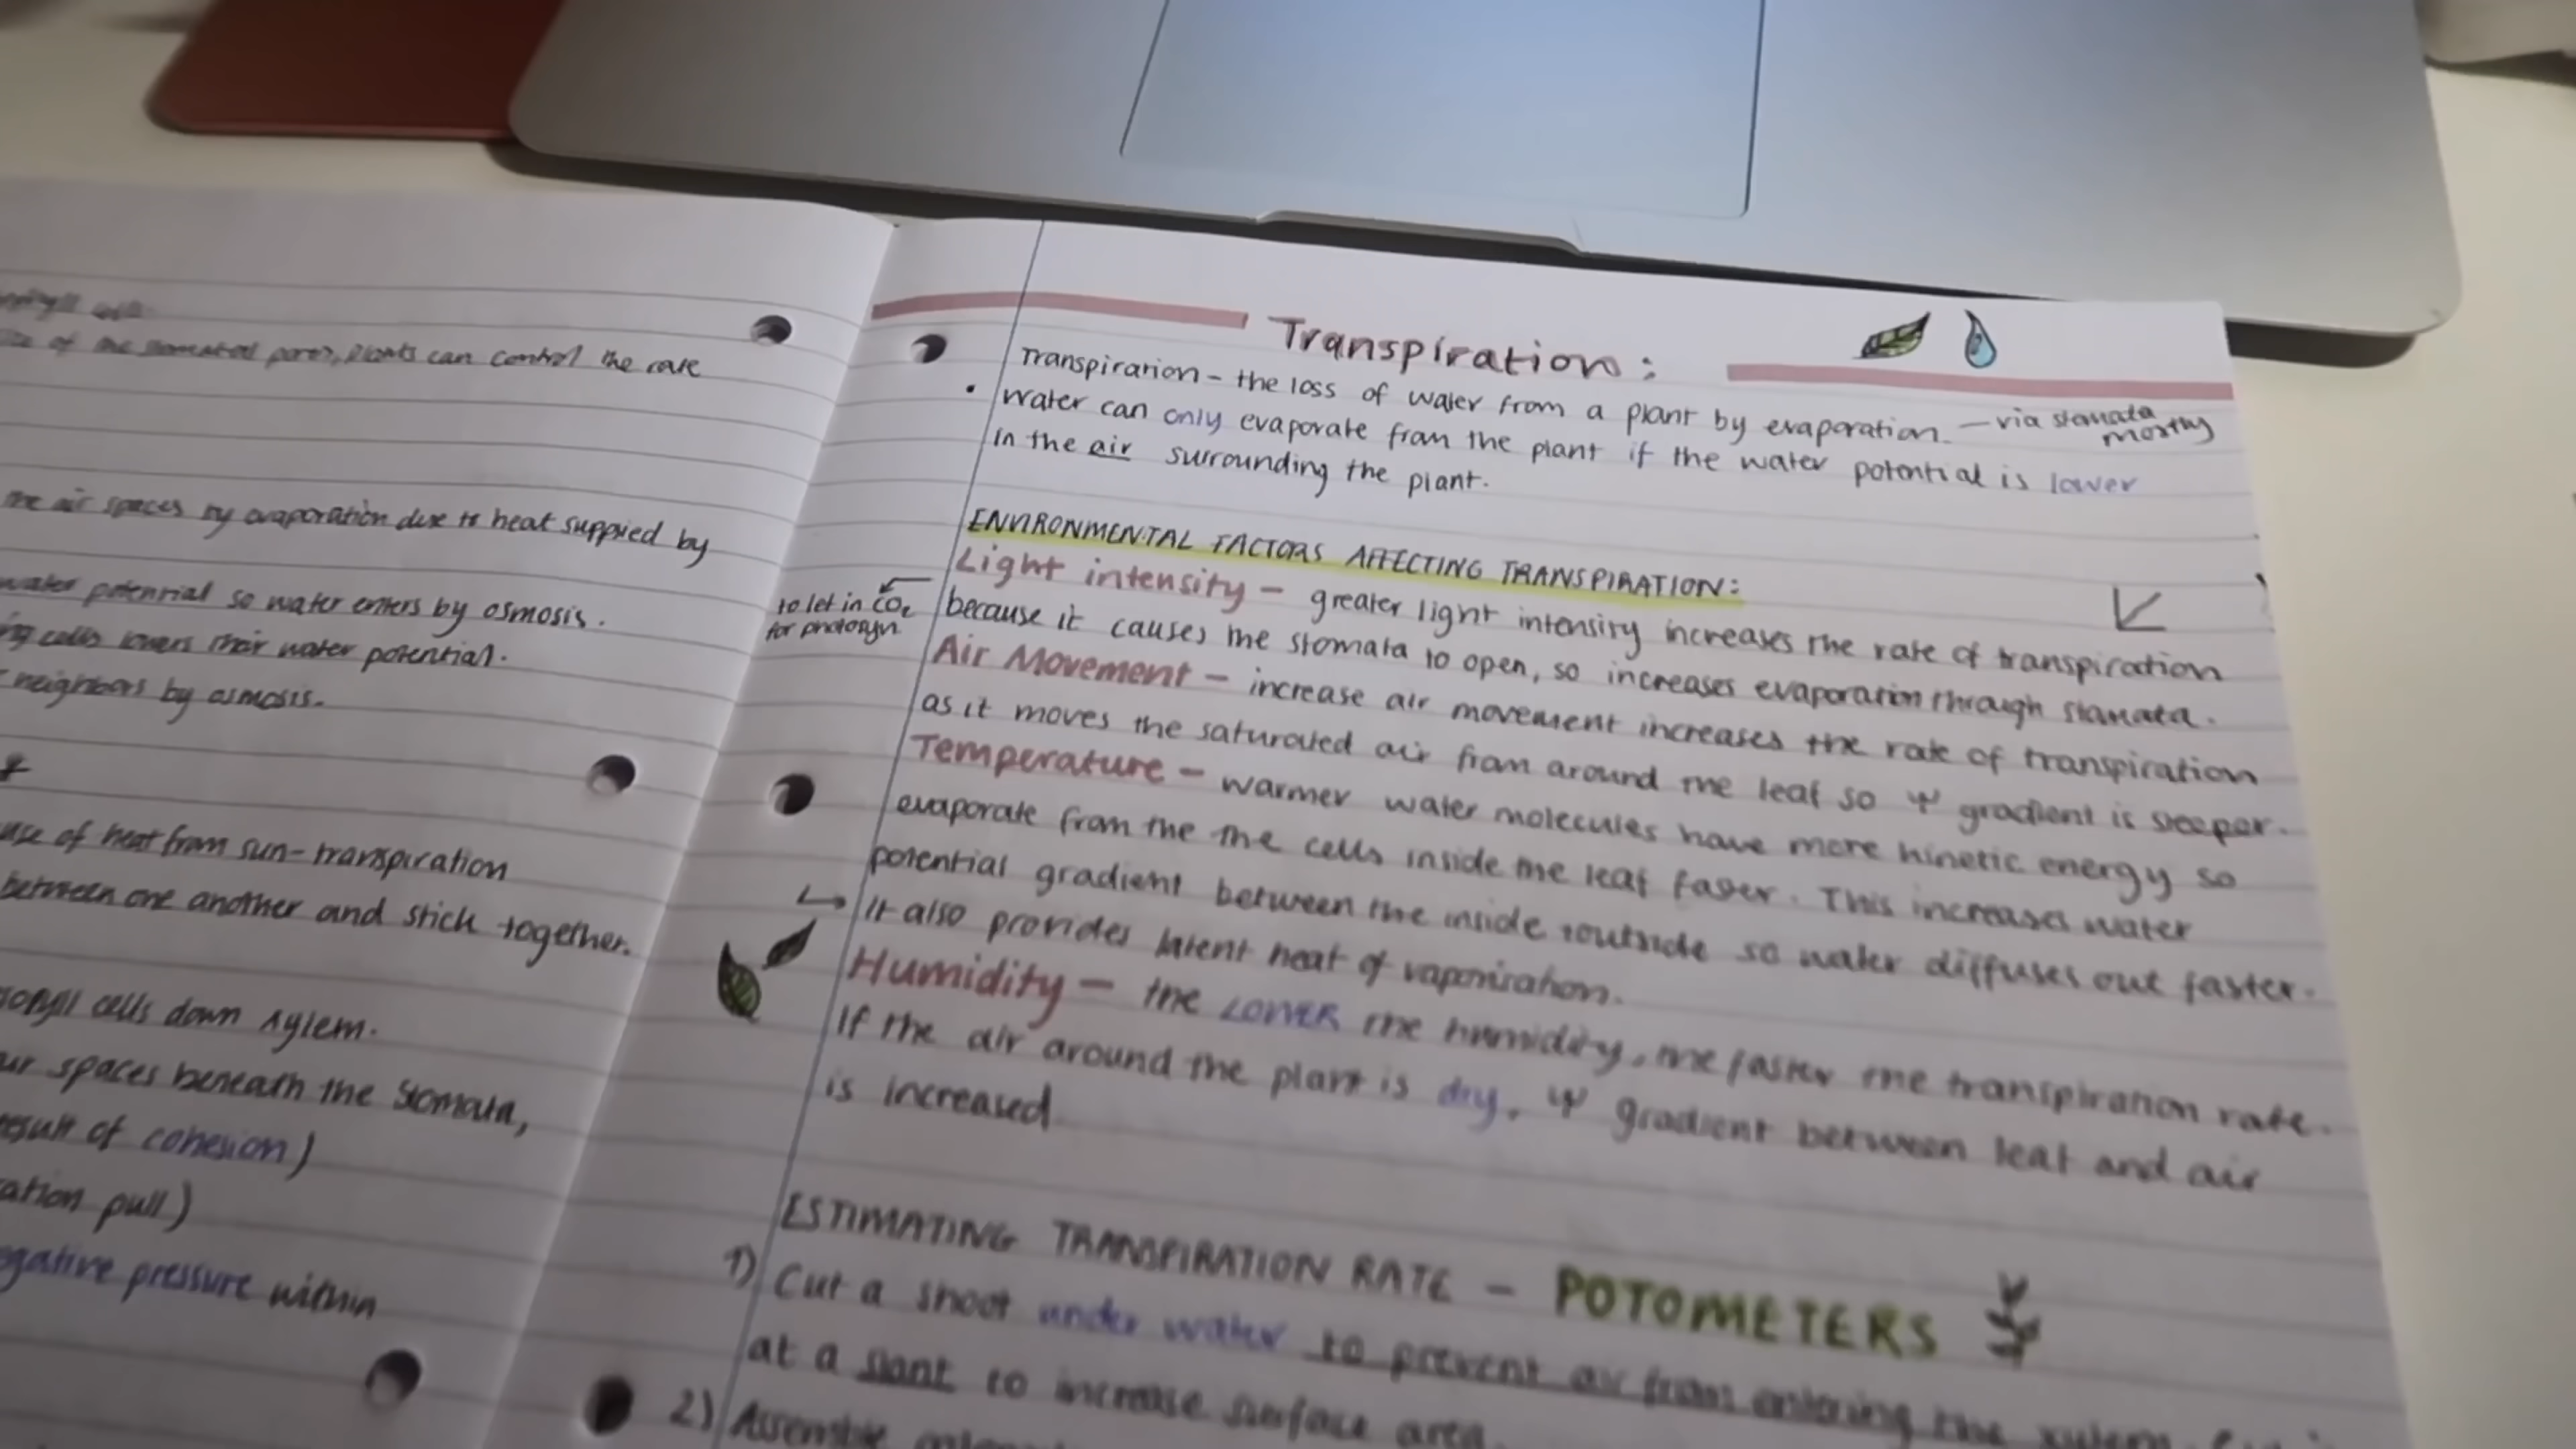 size of the stomatal pores, plants can control the rate
the air spaces by evaporation due to heat supplied by
water potential so water enters by osmosis.
cells lowers their water potential.
neighbors by osmosis.
use of heat from sun - transpiration
between one another and stick together.
cells down xylem.
spaces beneath the stomata,
result of cohesion)
pull)
negative pressure within
Transpiration:
Transpiration - the loss of water from a plant by evaporation. — via stomata
mostly
• Water can only evaporate from the plant if the water potential is lower
in the air surrounding the plant.
ENVIRONMENTAL FACTORS AFFECTING TRANSPIRATION:
Light intensity - greater light intensity increases the rate of transpiration
to let in CO2
for photosyn.
because it causes the stomata to open, so increases evaporation through stomata.
Air Movement - increase air movement increases the rate of transpiration
as it moves the saturated air from around the leaf so Ψ gradient is steeper.
Temperature - warmer water molecules have more kinetic energy so
evaporate from the the cells inside the leaf faster. This increases water
potential gradient between the inside + outside so water diffuses out faster.
↳ It also provides latent heat of vaporisation.
Humidity - the LOWER the humidity, the faster the transpiration rate.
If the air around the plant is dry, Ψ gradient between leaf and air
is increased
ESTIMATING TRANSPIRATION RATE - POTOMETERS
1) Cut a shoot under water to prevent air from entering the xylem.
at a slant to increase surface area.
2) Assemble